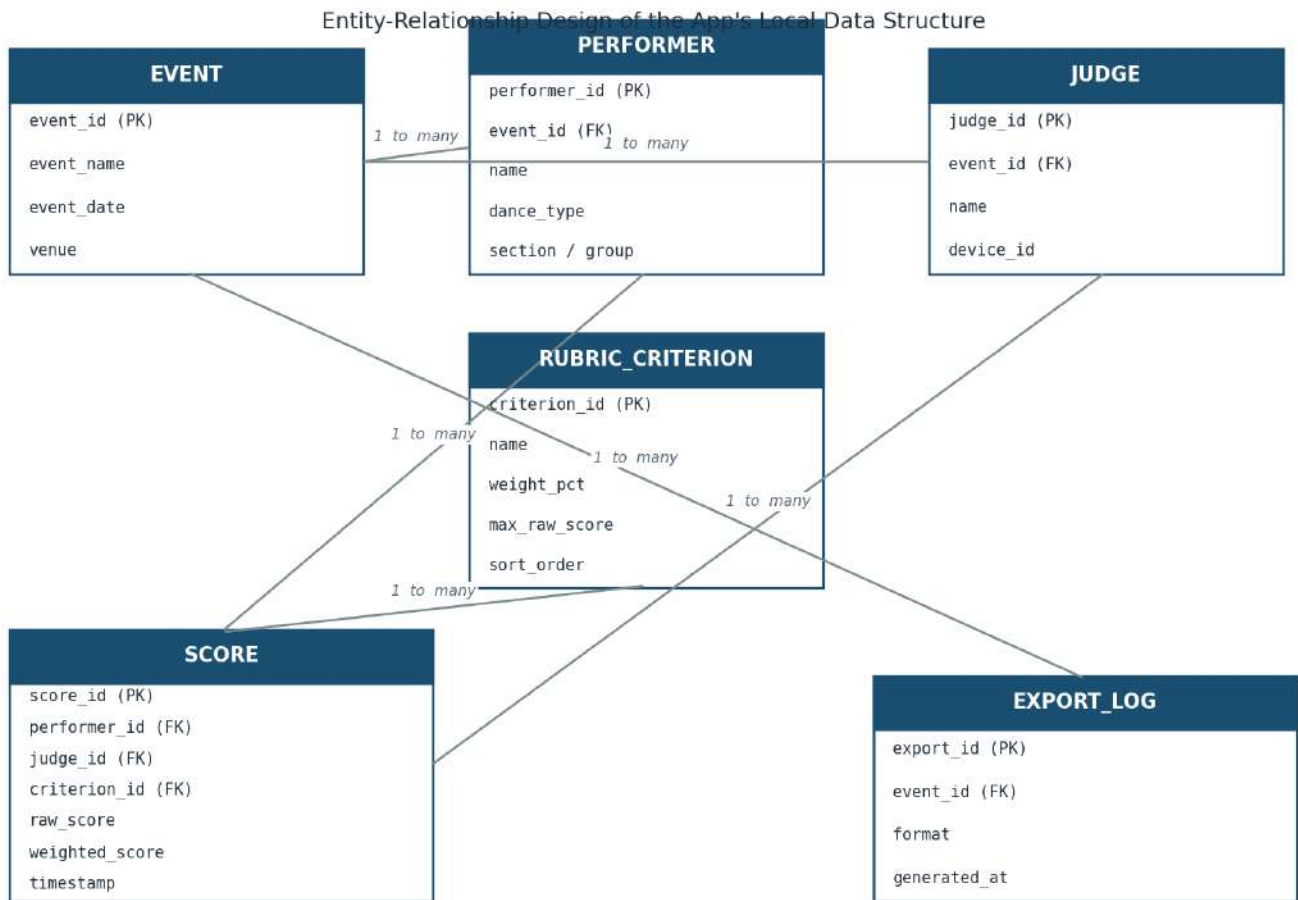 Entity-Relationship Design of the App's Local Data Structure
EVENT
event_id (PK)
event_name
event_date
venue
1 to many
PERFORMER
performer_id (PK)
event_id (FK)
1 to many
name
dance_type
section / group
JUDGE
judge_id (PK)
event_id (FK)
name
device_id
RUBRIC_CRITERION
criterion_id (PK)
name
weight_pct
max_raw_score
sort_order
1 to many
1 to many
1 to many
1 to many
SCORE
score_id (PK)
performer_id (FK)
judge_id (FK)
criterion_id (FK)
raw_score
weighted_score
timestamp
EXPORT_LOG
export_id (PK)
event_id (FK)
format
generated_at